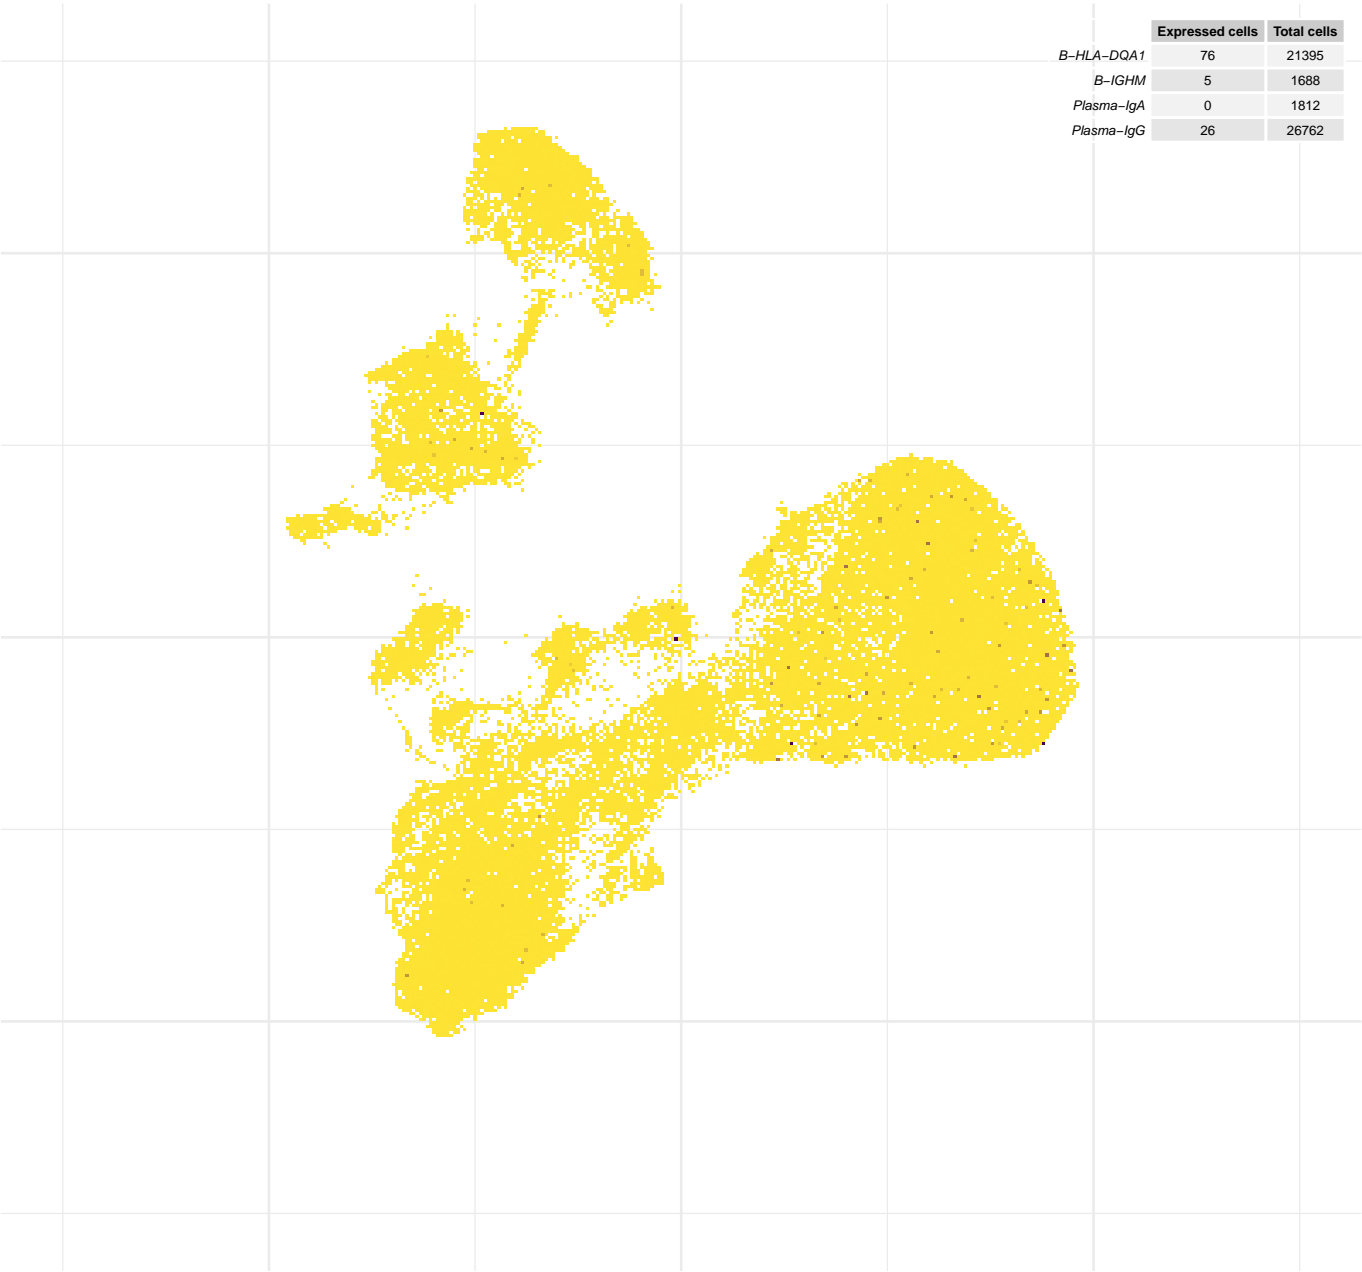 Expressed cells Total cells
B−HLA−DQA1 76 21395
B−IGHM 5 1688
Plasma−IgA 0 1812
Plasma−IgG 26 26762